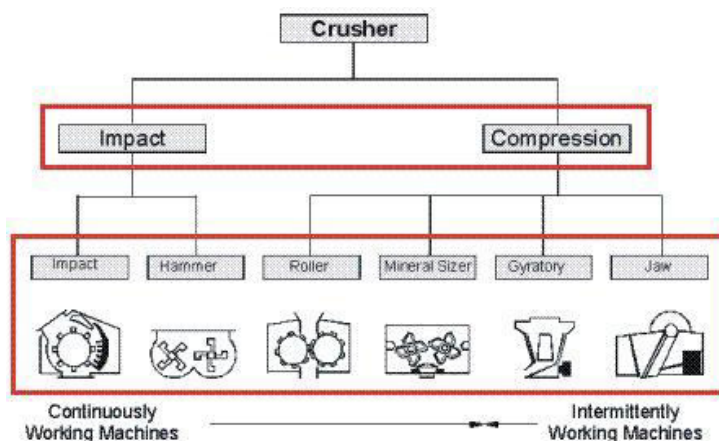 Crusher
Impact Compression
Impact Hammer Roller Mineral Sizer Gyratory Jaw
Continuously Intermittently
Working Machines Working Machines